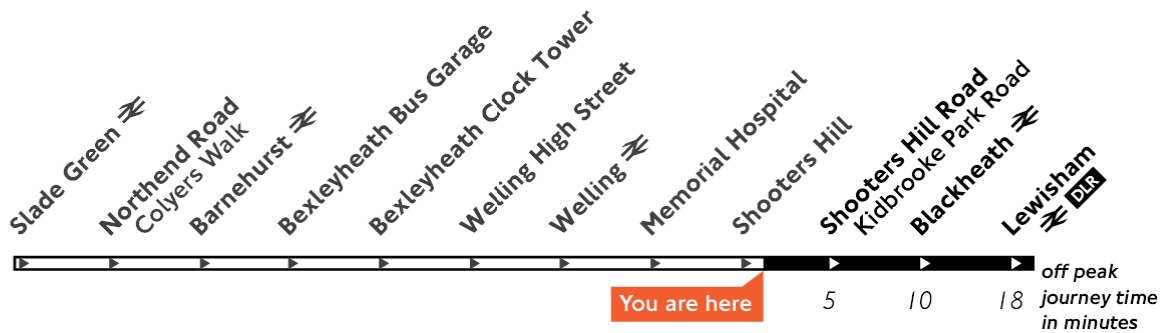 Slade Green
Northend Road
Colyers Walk
Barnehurst
Bexleyheath Bus Garage
Bexleyheath Clock Tower
Welling High Street
Welling
Memorial Hospital
Shooters Hill
Shooters Hill Road
Kidbrooke Park Road
Blackheath
Lewisham
DLR
You are here
5
10
18
off peak
journey time
in minutes